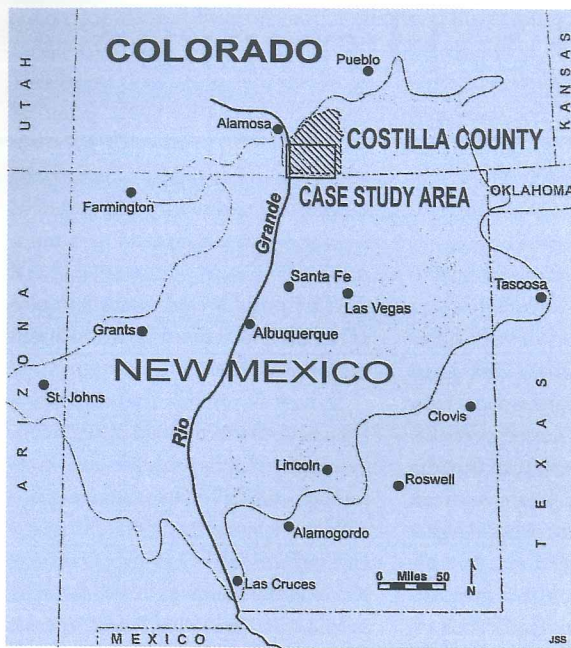 COLORADO
Pueblo
UTAH
KANSAS
Alamosa
COSTILLA COUNTY
CASE STUDY AREA
OKLAHOMA
Farmington
Rio Grande
Santa Fe
Las Vegas
Tascosa
ARIZONA
Grants
Albuquerque
NEW MEXICO
St. Johns
Clovis
TEXAS
Lincoln
Roswell
Alamogordo
0 Miles 50
N
Las Cruces
MEXICO
JSS